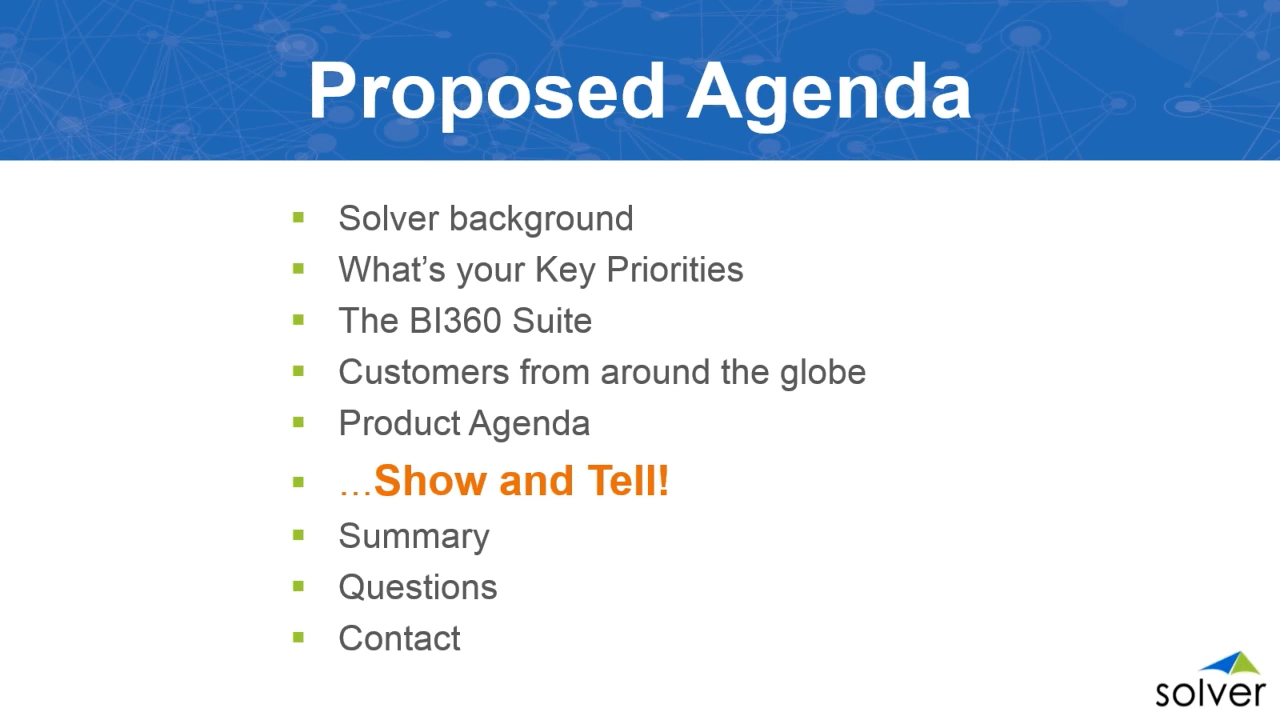 Proposed Agenda
Solver background
What’s your Key Priorities
The BI360 Suite
Customers from around the globe
Product Agenda
...Show and Tell!
Summary
Questions
Contact
solver